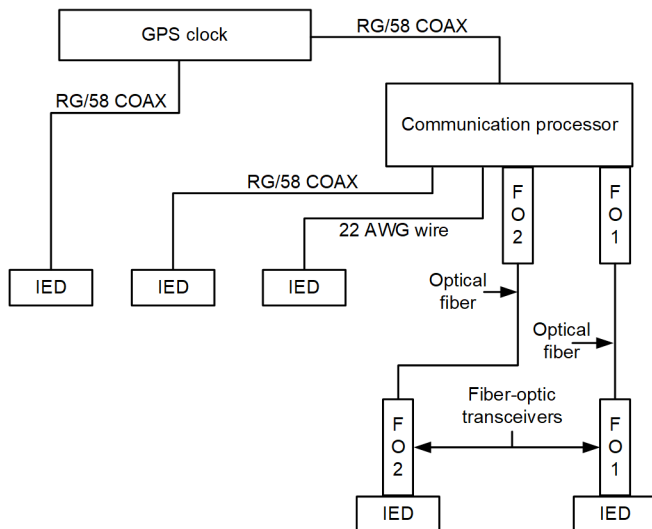 GPS clock
RG/58 COAX
RG/58 COAX
Communication processor
RG/58 COAX
22 AWG wire
F
O
2
F
O
1
IED
IED
IED
Optical
fiber
Optical
fiber
Fiber-optic
transceivers
F
O
2
F
O
1
IED
IED